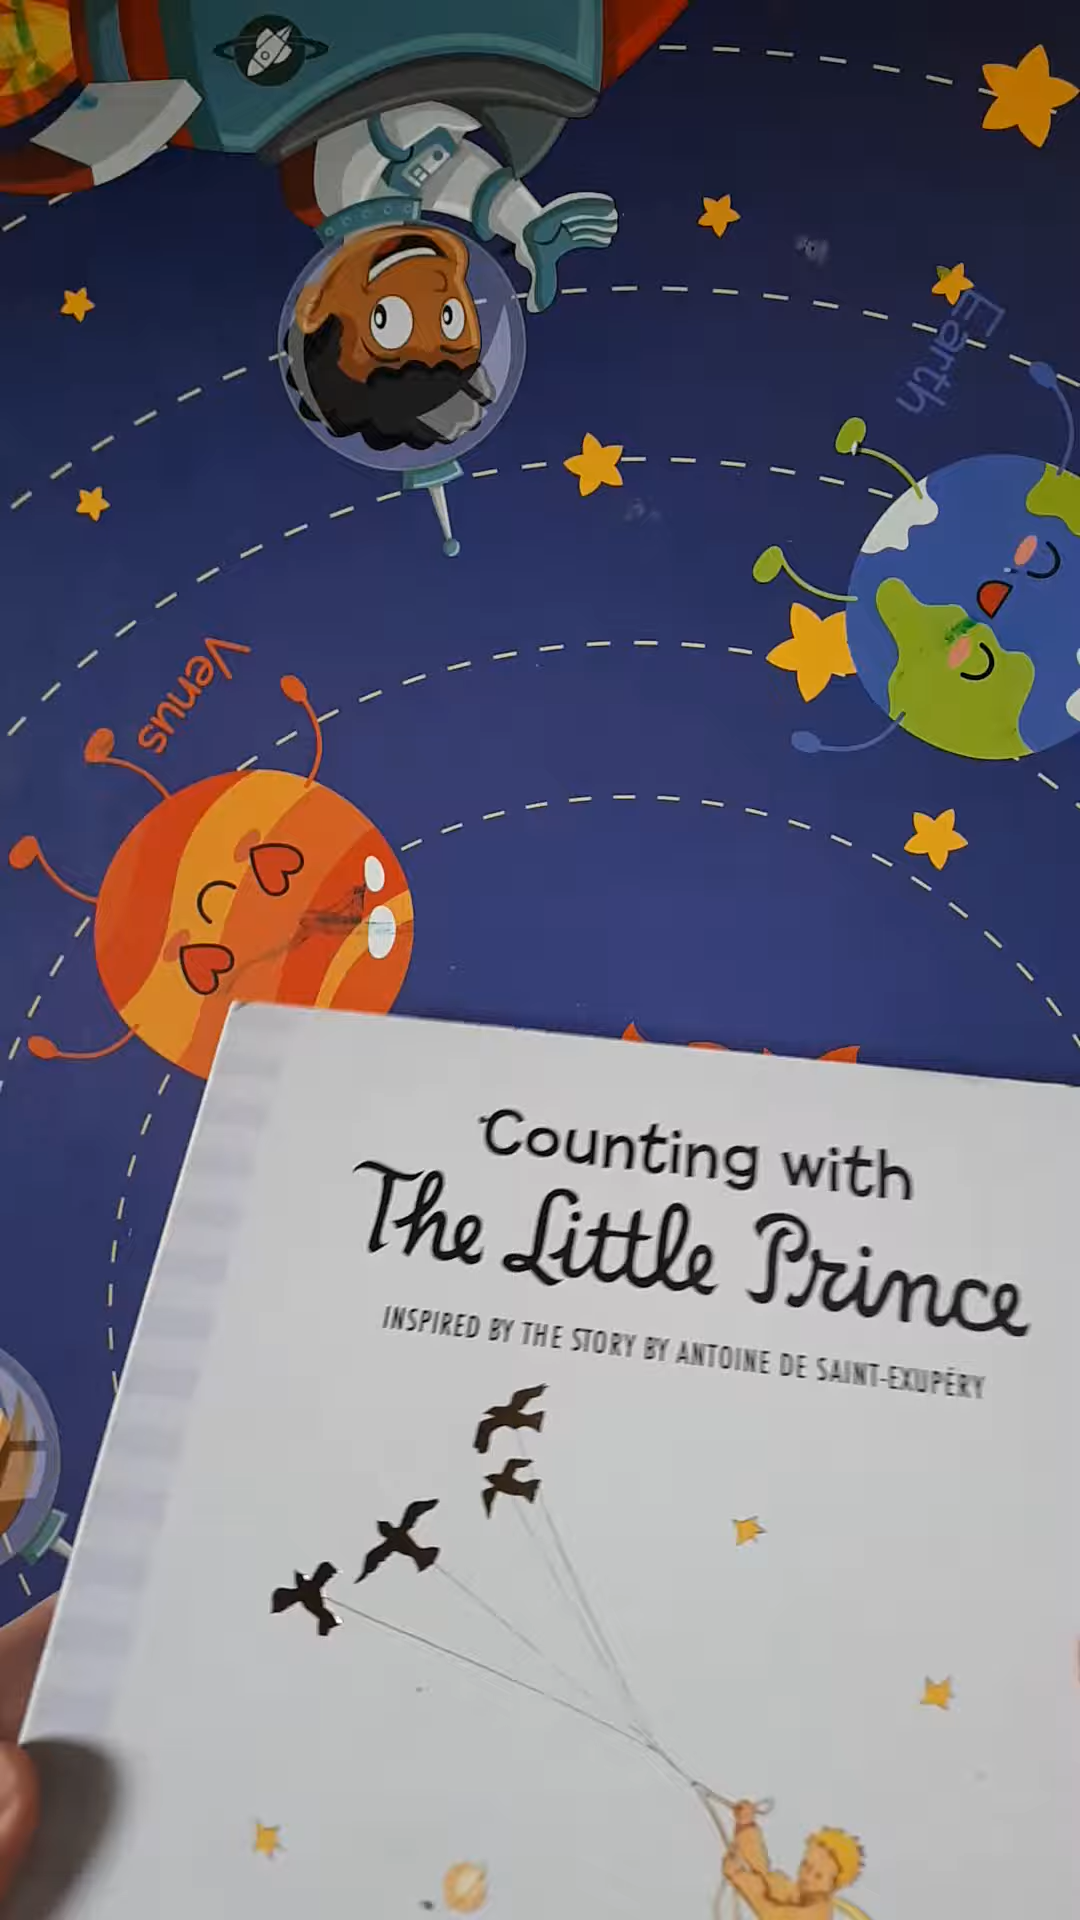 Earth
Venus
Counting with
The Little Prince
INSPIRED BY THE STORY BY ANTOINE DE SAINT-EXUPÉRY